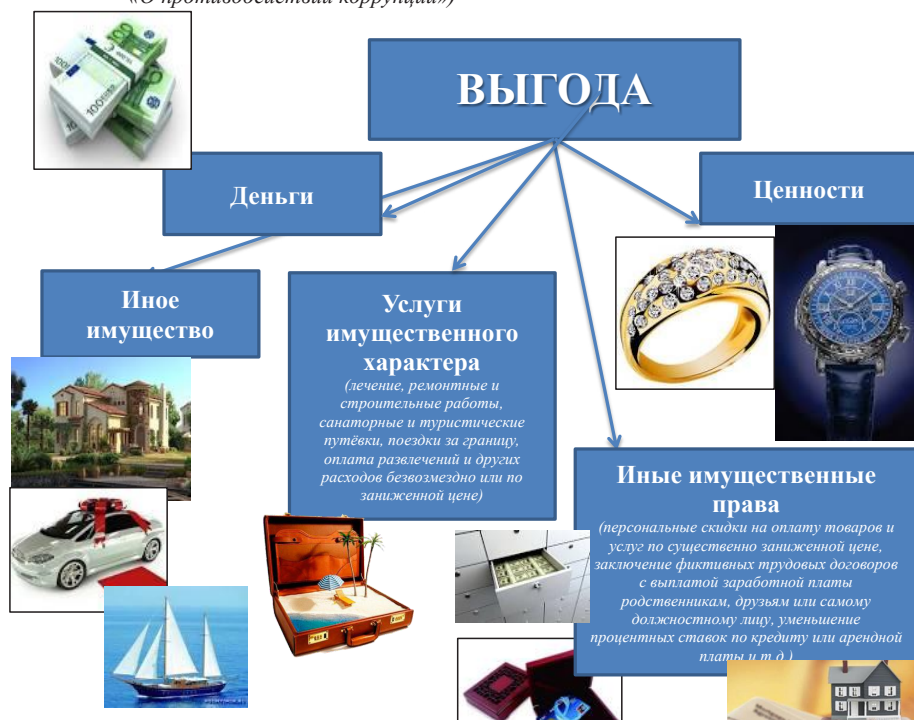 «О противодействии коррупции»)
ВЫГОДА
Деньги
Ценности
Иное
имущество
Услуги
имущественного
характера
(лечение, ремонтные и
строительные работы,
санаторные и туристические
путёвки, поездки за границу,
оплата развлечений и других
расходов безвозмездно или по
заниженной цене)
Иные имущественные
права
(персональные скидки на оплату товаров и
услуг по существенно заниженной цене,
заключение фиктивных трудовых договоров
с выплатой заработной платы
родственникам, друзьям или самому
должностному лицу, уменьшение
процентных ставок по кредиту или арендной
платы и т.д.)